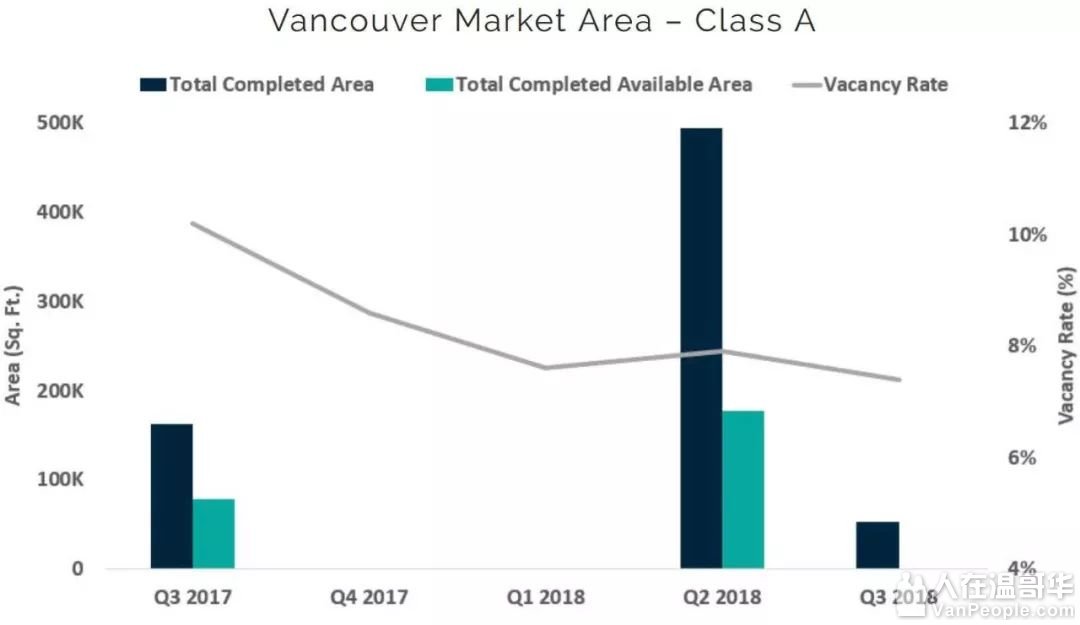 Vancouver Market Area – Class A
Total Completed Area
Total Completed Available Area
Vacancy Rate
500K
400K
300K
200K
100K
0
Area (Sq. Ft.)
12%
10%
8%
6%
4%
Vacancy Rate (%)
Q3 2017
Q4 2017
Q1 2018
Q2 2018
Q3 2018
人在温哥华
VanPeople.com